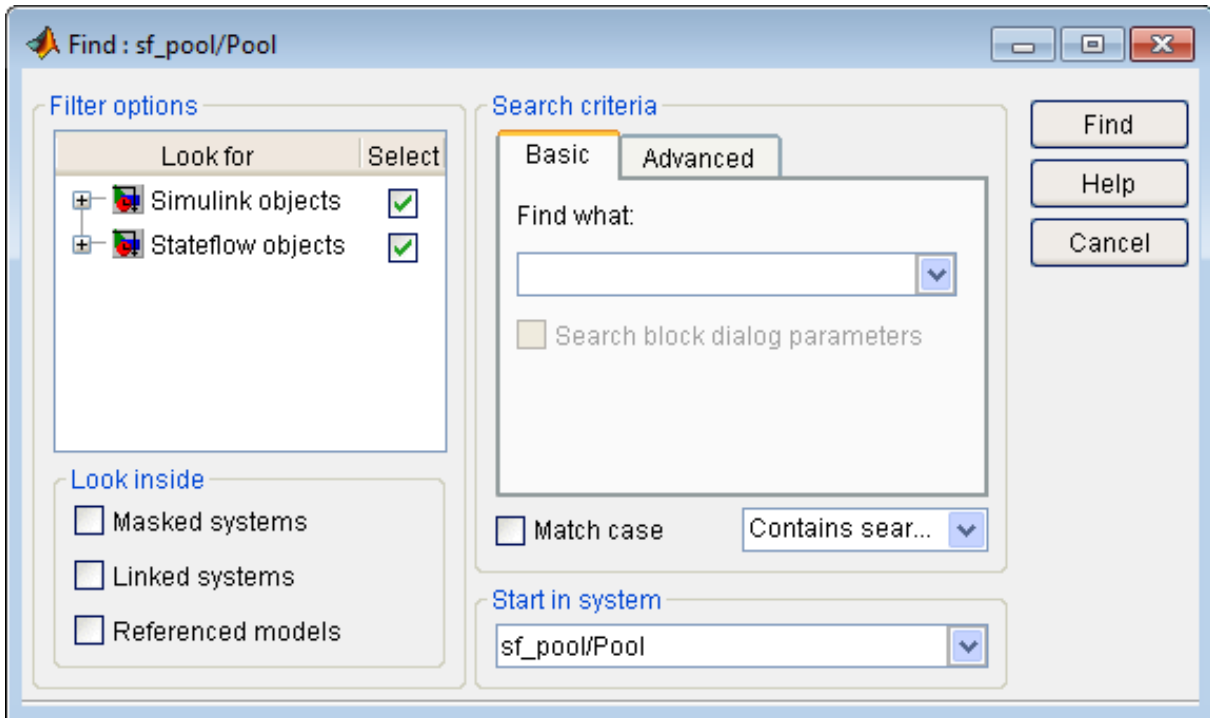 Find : sf_pool/Pool
Filter options
Look for Select
Simulink objects
Stateflow objects
Look inside
Masked systems
Linked systems
Referenced models
Search criteria
Basic Advanced
Find what:
Search block dialog parameters
Match case Contains sear...
Start in system
sf_pool/Pool
Find
Help
Cancel